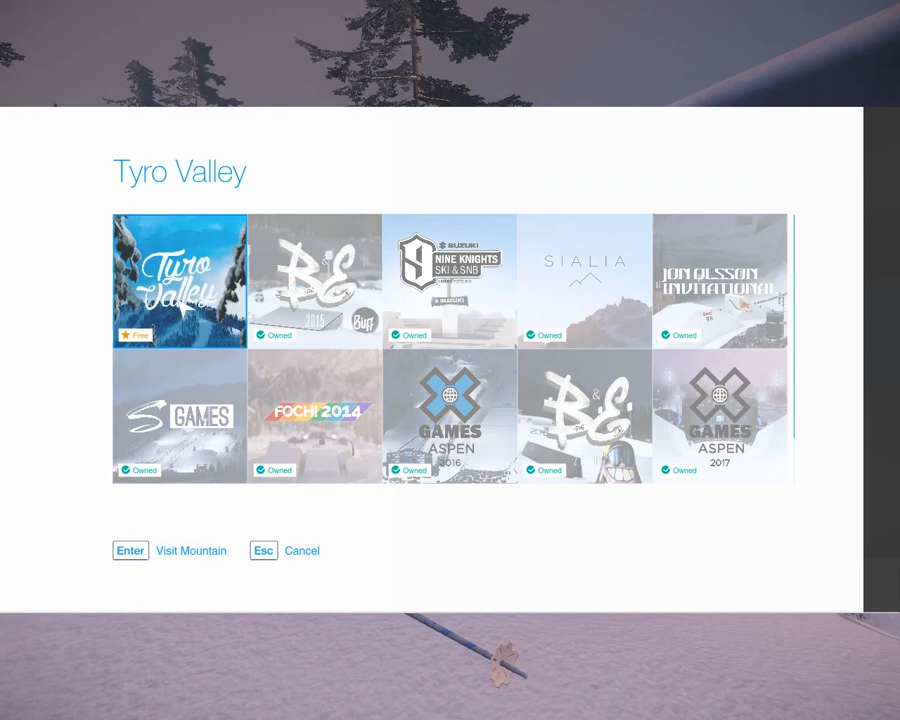 Tyro Valley
Tyro
Valley
Free
B&E
2015
BUFF
Owned
SUZUKI
NINE KNIGHTS
SKI & SNB
SUZUKI
Owned
SIALIA
Owned
JON OLSSON
INVITATIONAL
Owned
S GAMES
Owned
FOCHI 2014
Owned
X
GAMES
ASPEN
2016
Owned
B&E
Owned
X
GAMES
ASPEN
2017
Owned
Enter Visit Mountain Esc Cancel